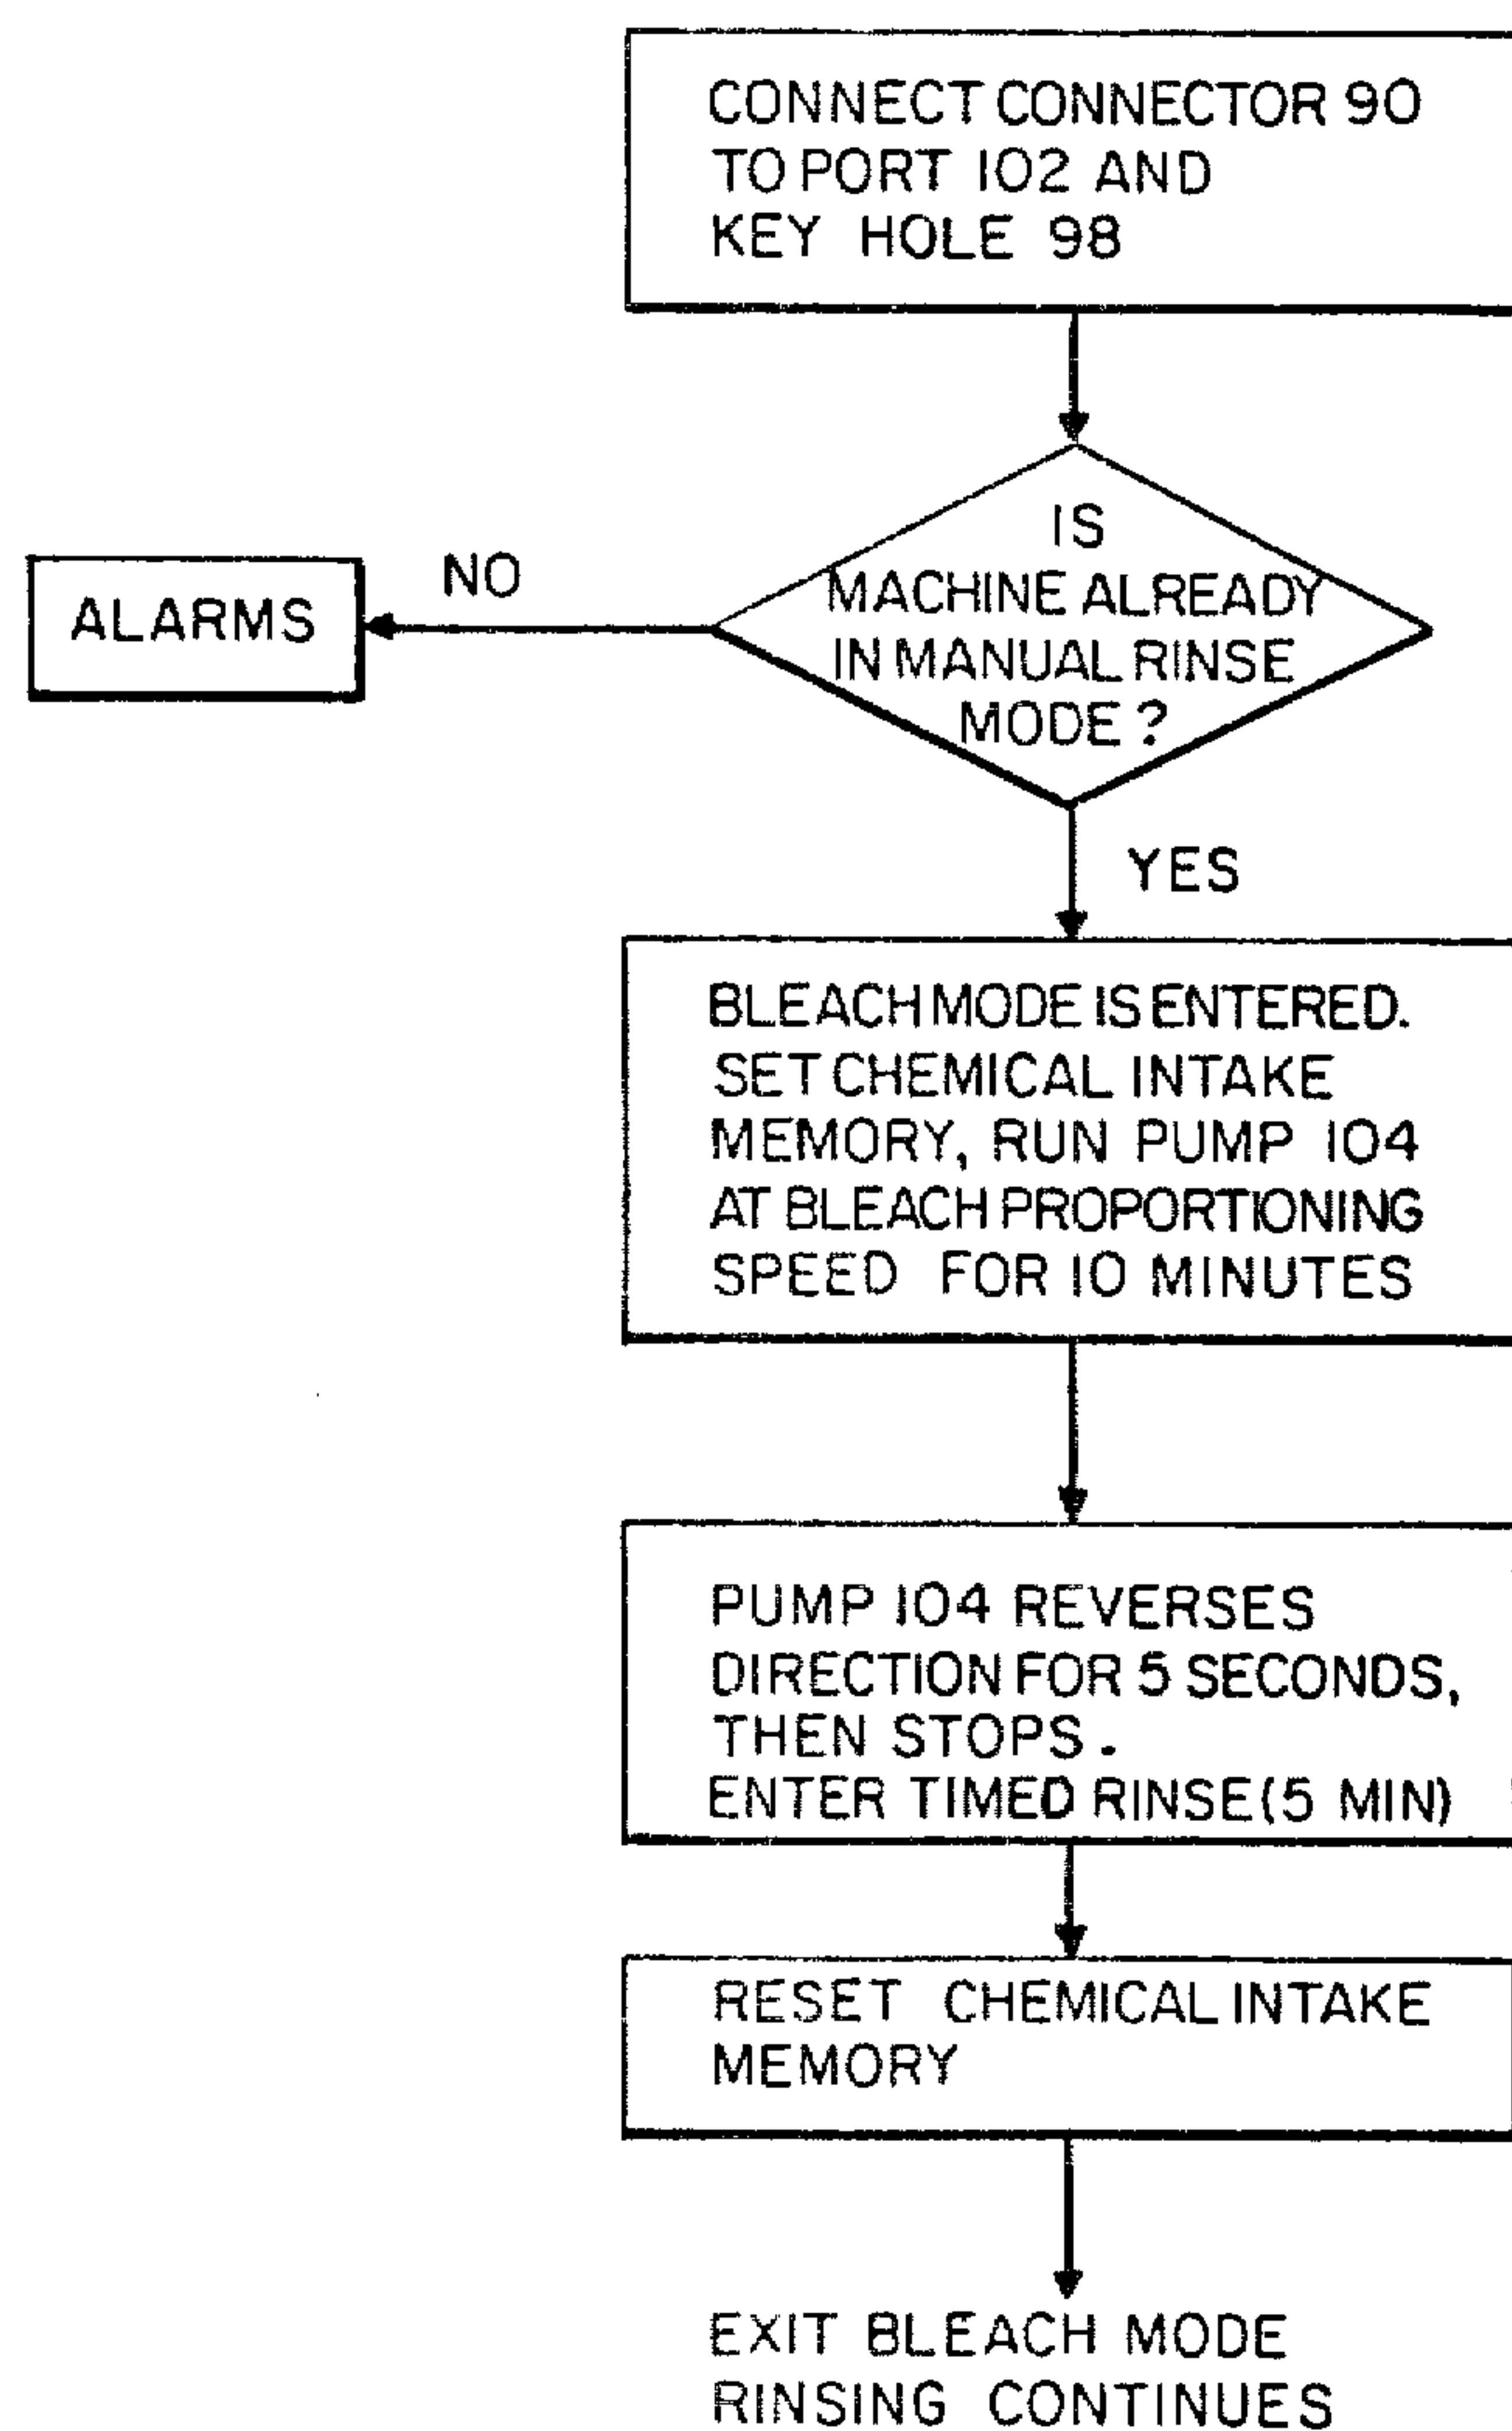 CONNECT CONNECTOR 90
TO PORT 102 AND
KEY HOLE 98
IS
MACHINE ALREADY
IN MANUAL RINSE
MODE?
NO
ALARMS
YES
BLEACH MODE IS ENTERED.
SET CHEMICAL INTAKE
MEMORY, RUN PUMP 104
AT BLEACH PROPORTIONING
SPEED FOR 10 MINUTES
PUMP 104 REVERSES
DIRECTION FOR 5 SECONDS,
THEN STOPS.
ENTER TIMED RINSE (5 MIN)
RESET CHEMICAL INTAKE
MEMORY
EXIT BLEACH MODE
RINSING CONTINUES